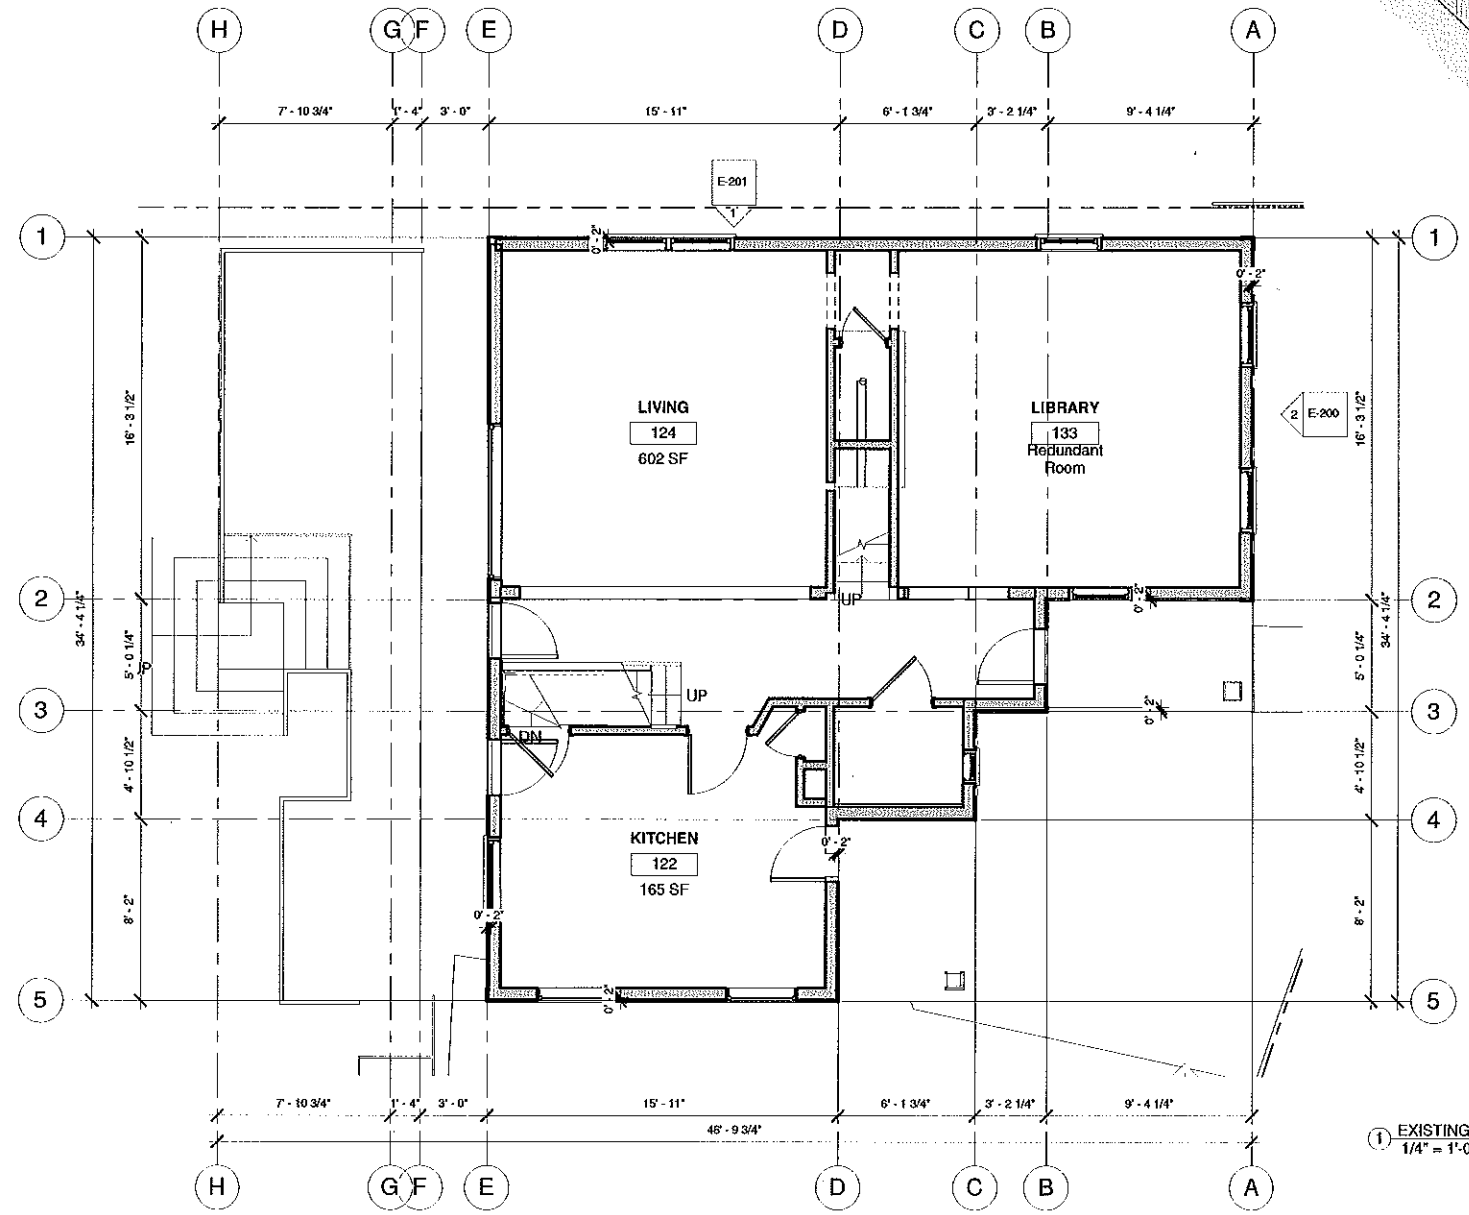 H G F E D C B A
7' - 10 3/4" 1' - 4" 3' - 0" 15' - 11" 6' - 1 3/4" 3' - 2 1/4" 9' - 4 1/4"
E-201
1
1 1
0' - 2"
0' - 2"
16' - 3 1/2" 16' - 3 1/2"
LIVING
124
602 SF
LIBRARY
133
Redundant
Room
2 E-200
2 2
UP
0' - 2"
34' - 4 1/4" 34' - 4 1/4"
5' - 0 1/4" 5' - 0 1/4"
UP
UP
3 3
0' - 2"
DN
4' - 10 1/2" 4' - 10 1/2"
4 4
KITCHEN
122
165 SF
0' - 2"
8' - 2" 8' - 2"
0' - 2"
0' - 2"
5 5
7' - 10 3/4" 1' - 4" 3' - 0" 15' - 11" 6' - 1 3/4" 3' - 2 1/4" 9' - 4 1/4"
46' - 9 3/4"
1 EXISTING
1/4" = 1'-0
H G F E D C B A